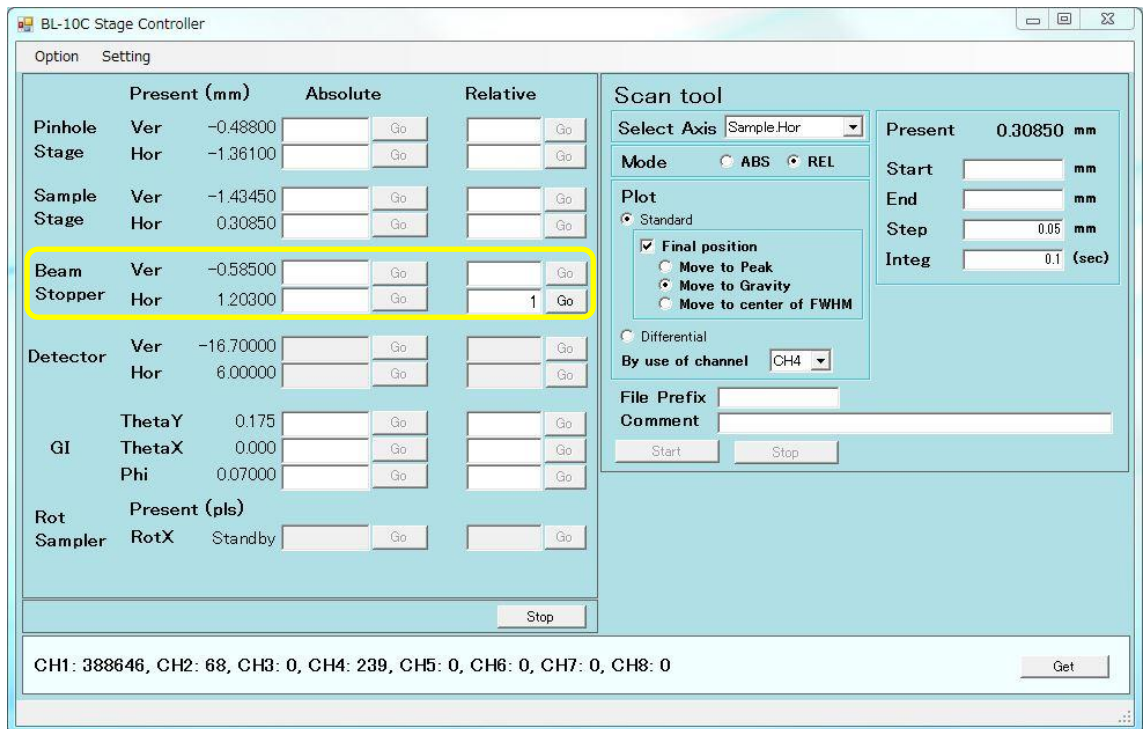 BL-10C Stage Controller
Option Setting
Present (mm) Absolute Relative
Pinhole Stage
Ver -0.48800 Go Go
Hor -1.36100 Go Go
Sample Stage
Ver -1.43450 Go Go
Hor 0.30850 Go Go
Beam Stopper
Ver -0.58500 Go Go
Hor 1.20300 Go 1 Go
Detector
Ver -16.70000 Go Go
Hor 6.00000 Go Go
GI
ThetaY 0.175 Go Go
ThetaX 0.000 Go Go
Phi 0.07000 Go Go
Present (pls)
Rot Sampler
RotX Standby Go Go
Stop
Scan tool
Select Axis Sample.Hor
Mode ABS REL
Plot
Standard
Final position
Move to Peak
Move to Gravity
Move to center of FWHM
Differential
By use of channel CH4
Present 0.30850 mm
Start mm
End mm
Step 0.05 mm
Integ 0.1 (sec)
File Prefix
Comment
Start Stop
CH1: 388646, CH2: 68, CH3: 0, CH4: 239, CH5: 0, CH6: 0, CH7: 0, CH8: 0
Get